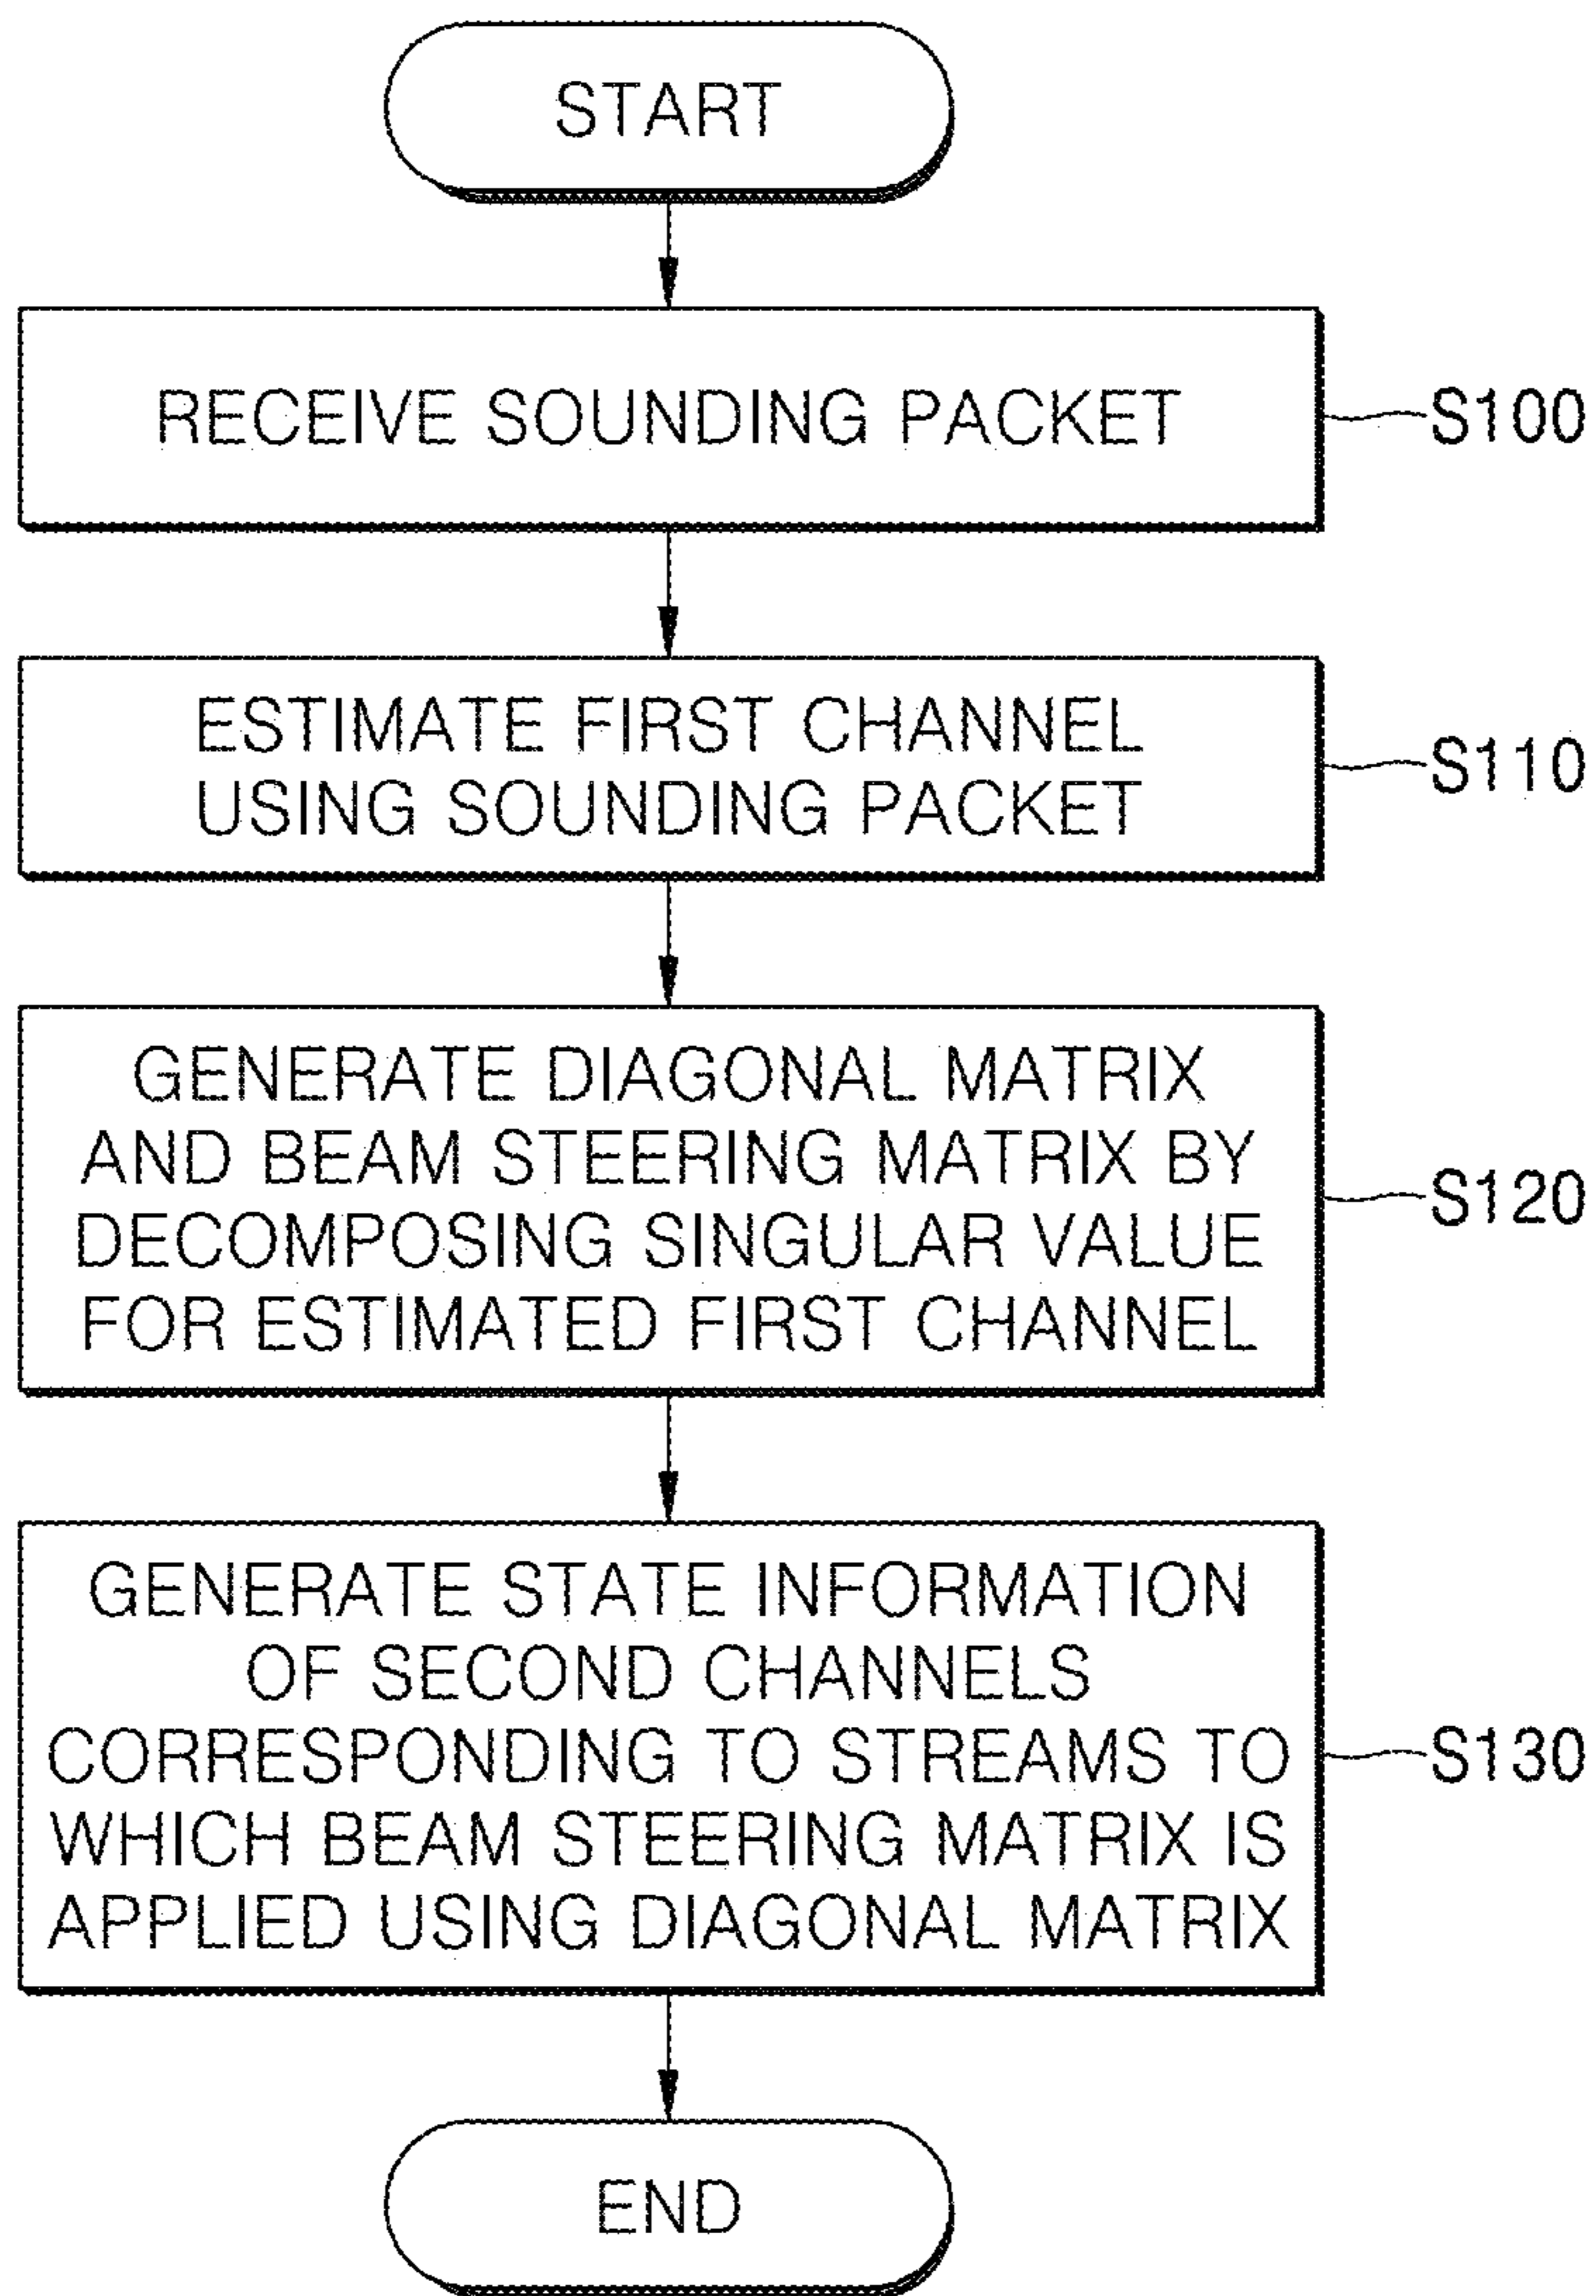 START
RECEIVE SOUNDING PACKET
S100
ESTIMATE FIRST CHANNEL
USING SOUNDING PACKET
S110
GENERATE DIAGONAL MATRIX
AND BEAM STEERING MATRIX BY
DECOMPOSING SINGULAR VALUE
FOR ESTIMATED FIRST CHANNEL
S120
GENERATE STATE INFORMATION
OF SECOND CHANNELS
CORRESPONDING TO STREAMS TO
WHICH BEAM STEERING MATRIX IS
APPLIED USING DIAGONAL MATRIX
S130
END